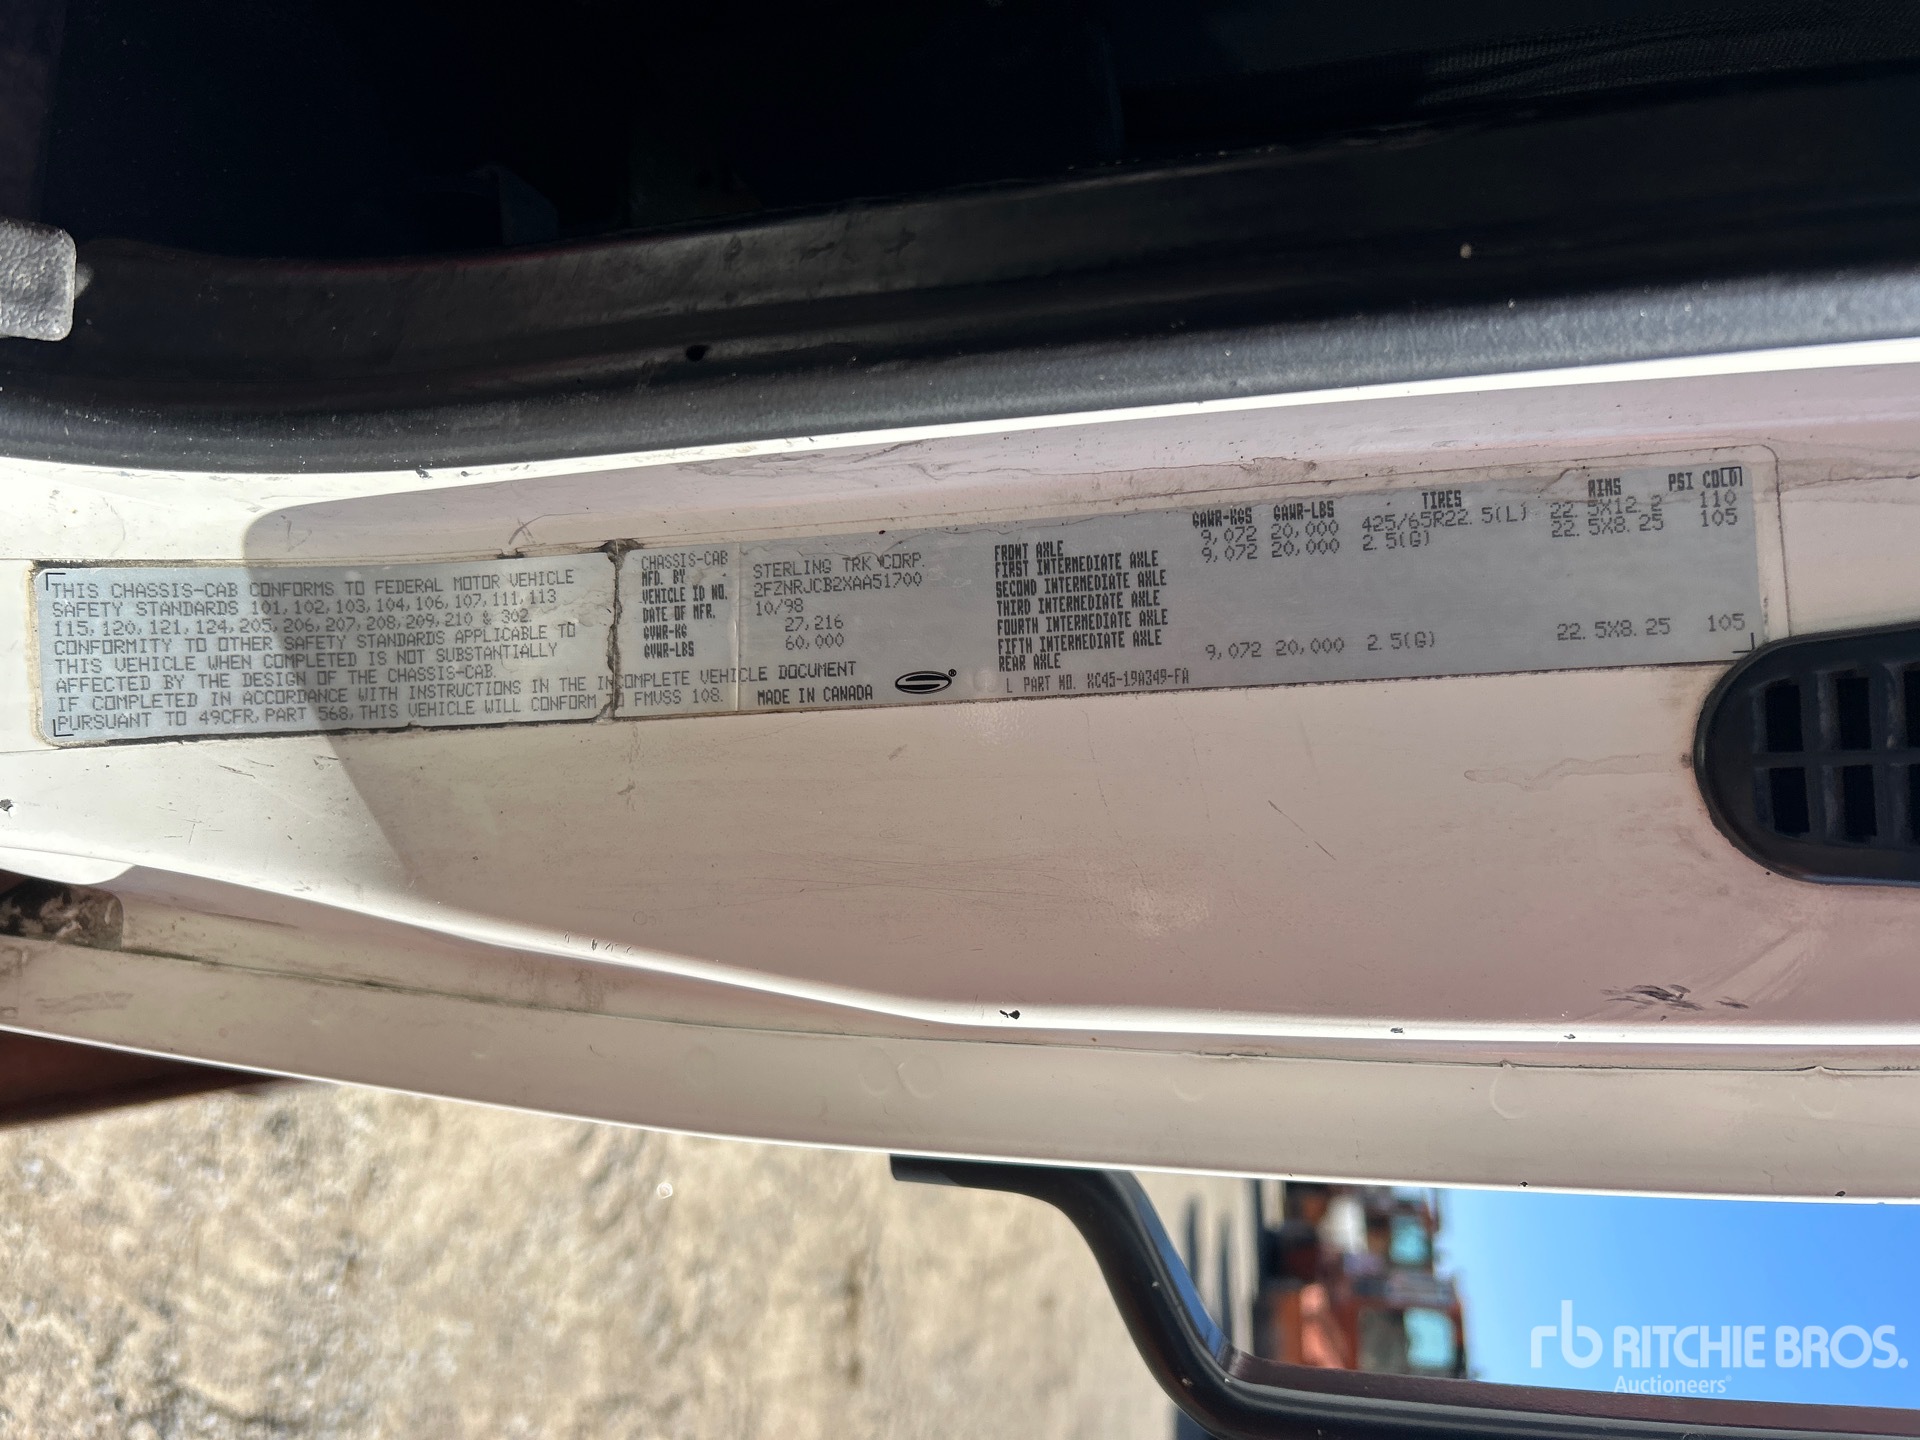 THIS CHASSIS-CAB CONFORMS TO FEDERAL MOTOR VEHICLE
SAFETY STANDARDS 101, 102, 103, 104, 106, 107, 111, 113
115, 120, 121, 124, 205, 206, 207, 208, 209, 210 & 302.
CONFORMITY TO OTHER SAFETY STANDARDS APPLICABLE TO
THIS VEHICLE WHEN COMPLETED IS NOT SUBSTANTIALLY
AFFECTED BY THE DESIGN OF THE CHASSIS-CAB.
IF COMPLETED IN ACCORDANCE WITH INSTRUCTIONS IN THE INCOMPLETE VEHICLE DOCUMENT
PURSUANT TO 49CFR, PART 568, THIS VEHICLE WILL CONFORM TO FMVSS 108.
CHASSIS-CAB
MFD. BY STERLING TRK CORP.
VEHICLE ID NO. 2FZNRJCB2XAA51700
DATE OF MFR. 10/98
GVWR-KG 27,216
GVWR-LBS 60,000
MADE IN CANADA
GAWR-KGS GAWR-LBS TIRES RIMS PSI COLD
FRONT AXLE 9,072 20,000 425/65R22.5(L) 22.5X12.2 110
FIRST INTERMEDIATE AXLE 9,072 20,000 2.5(G) 22.5X8.25 105
SECOND INTERMEDIATE AXLE
THIRD INTERMEDIATE AXLE
FOURTH INTERMEDIATE AXLE
FIFTH INTERMEDIATE AXLE
REAR AXLE 9,072 20,000 2.5(G) 22.5X8.25 105
L PART NO. XC45-19A349-FA
rb RITCHIE BROS.
Auctioneers